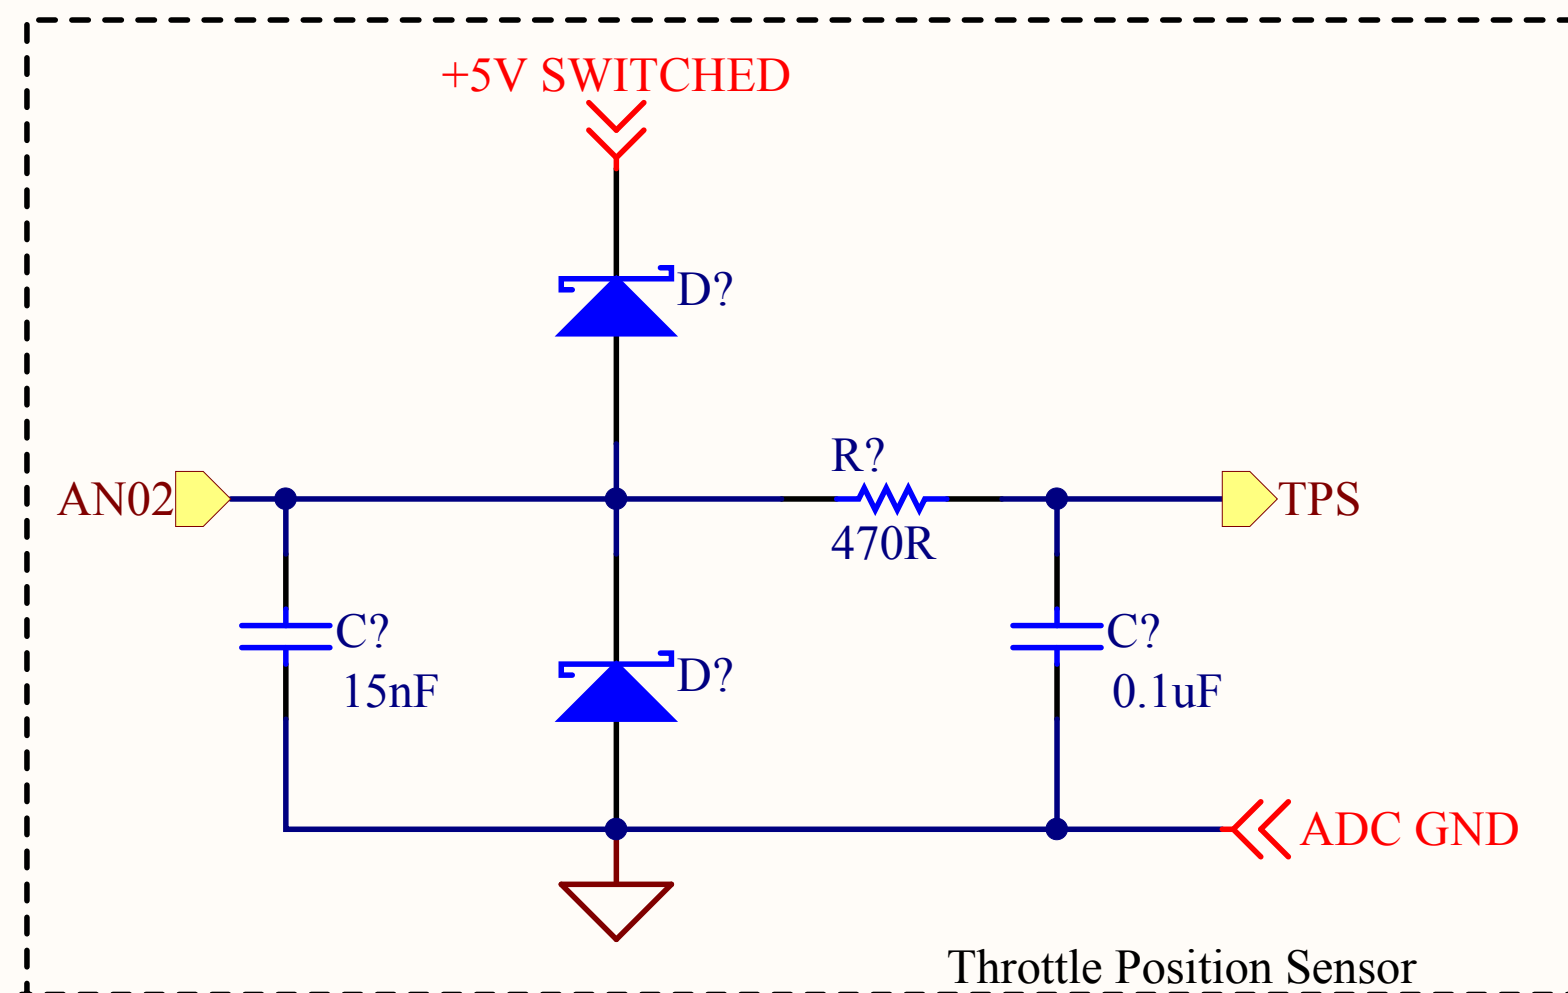 +5V SWITCHED
D?
R?
AN02
TPS
470R
C?
15nF
D?
C?
0.1uF
ADC GND
Throttle Position Sensor